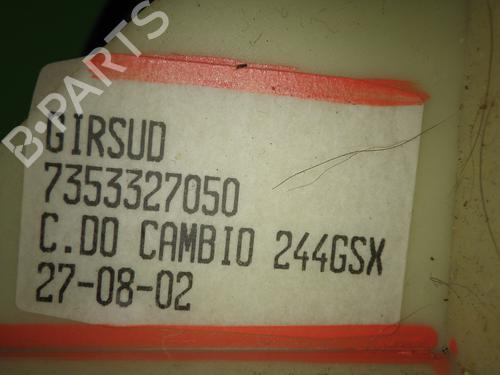 B-PARTS
GIRSUD
7353327050
C.DO CAMBIO 244GSX
27-08-02